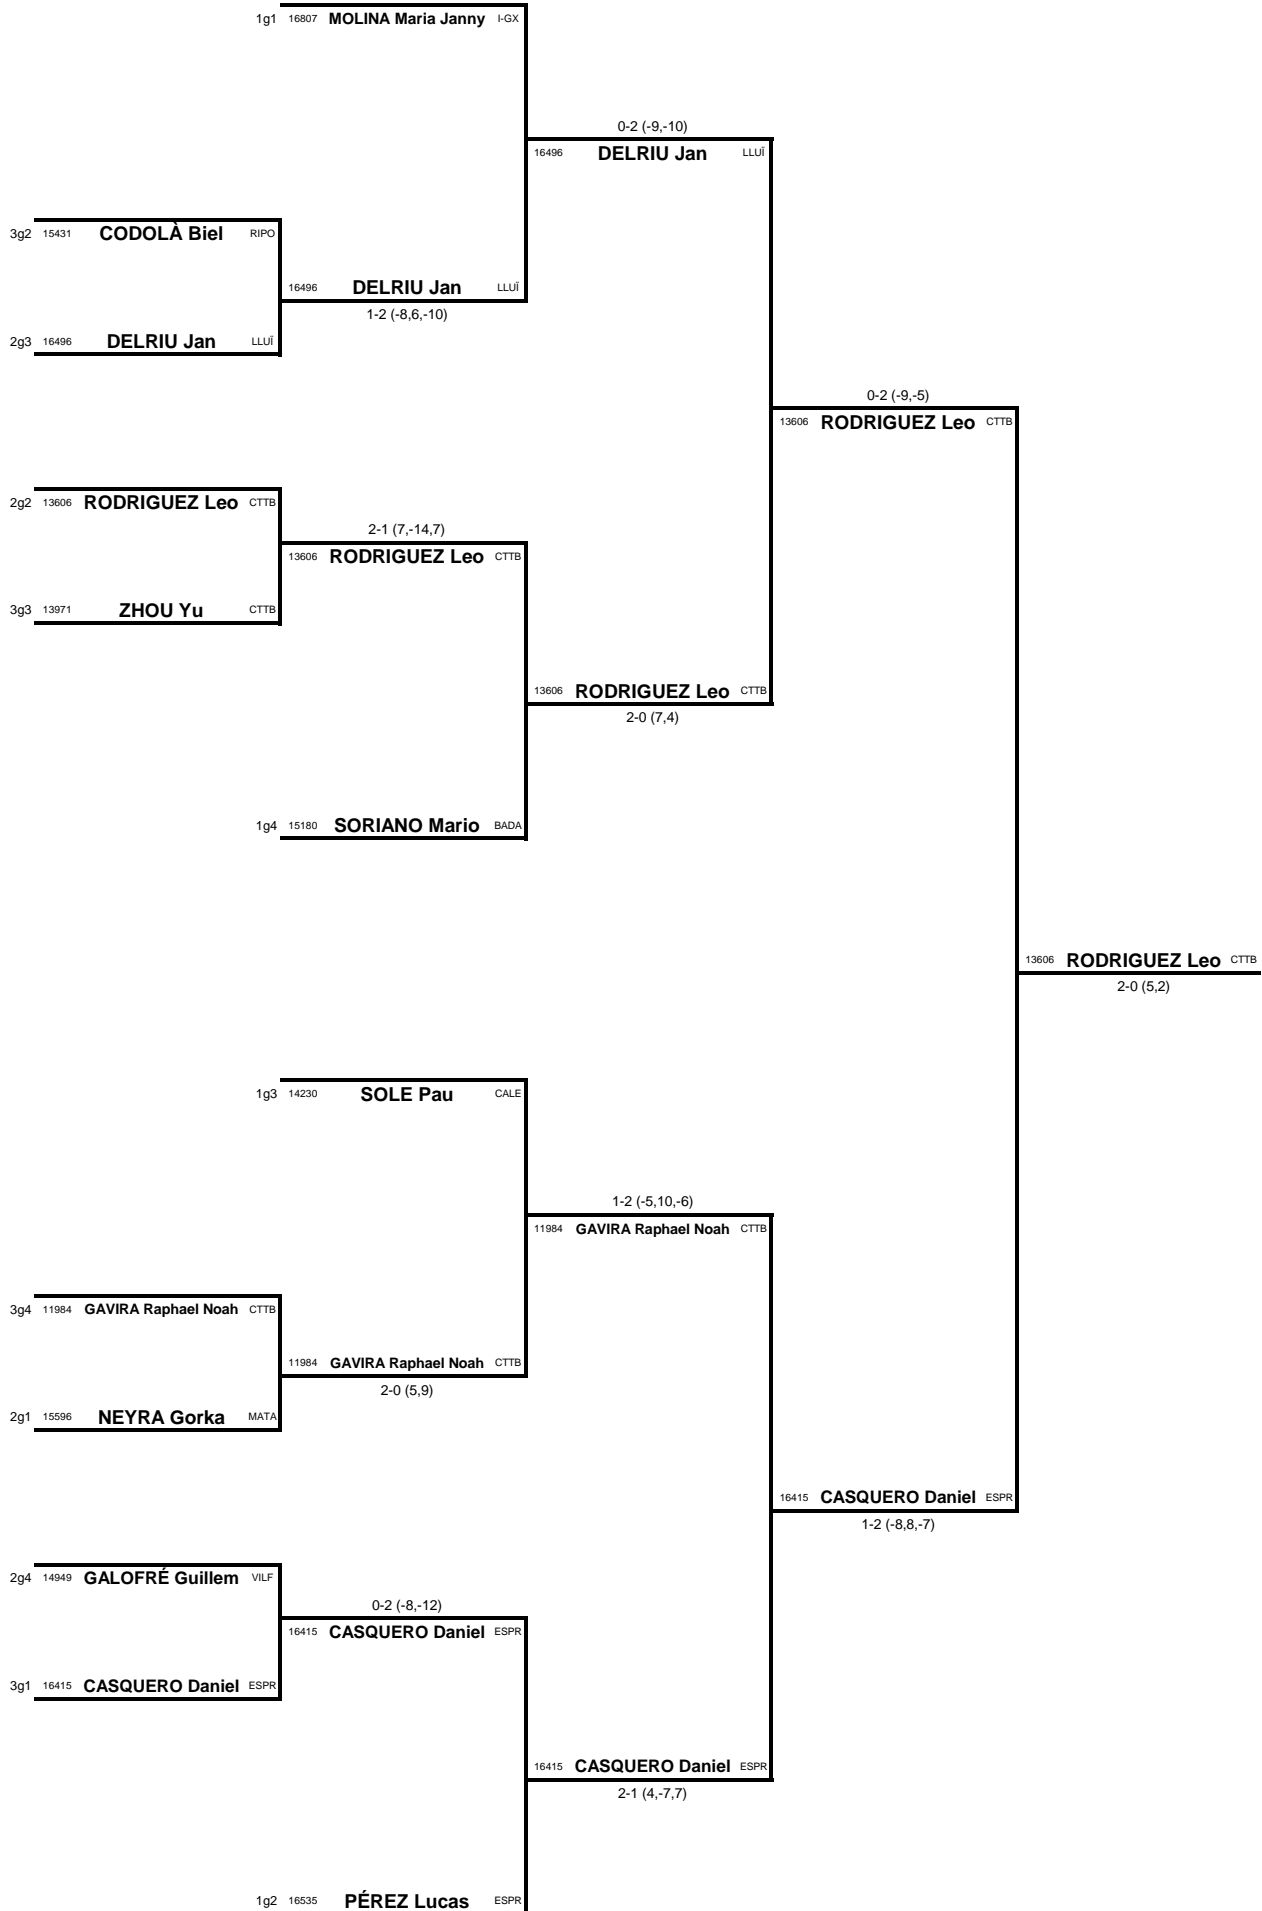 1g1 16807 MOLINA Maria Janny I-GX
0-2 (-9,-10)
16496 DELRIU Jan LLUÏ
3g2 15431 CODOLÀ Biel RIPO
16496 DELRIU Jan LLUÏ
1-2 (-8,6,-10)
2g3 16496 DELRIU Jan LLUÏ
0-2 (-9,-5)
13606 RODRIGUEZ Leo CTTB
2g2 13606 RODRIGUEZ Leo CTTB
2-1 (7,-14,7)
13606 RODRIGUEZ Leo CTTB
3g3 13971 ZHOU Yu CTTB
13606 RODRIGUEZ Leo CTTB
2-0 (7,4)
1g4 15180 SORIANO Mario BADA
13606 RODRIGUEZ Leo CTTB
2-0 (5,2)
1g3 14230 SOLE Pau CALE
1-2 (-5,10,-6)
11984 GAVIRA Raphael Noah CTTB
3g4 11984 GAVIRA Raphael Noah CTTB
11984 GAVIRA Raphael Noah CTTB
2-0 (5,9)
2g1 15596 NEYRA Gorka MATA
16415 CASQUERO Daniel ESPR
1-2 (-8,8,-7)
2g4 14949 GALOFRÉ Guillem VILF
0-2 (-8,-12)
16415 CASQUERO Daniel ESPR
3g1 16415 CASQUERO Daniel ESPR
16415 CASQUERO Daniel ESPR
2-1 (4,-7,7)
1g2 16535 PÉREZ Lucas ESPR